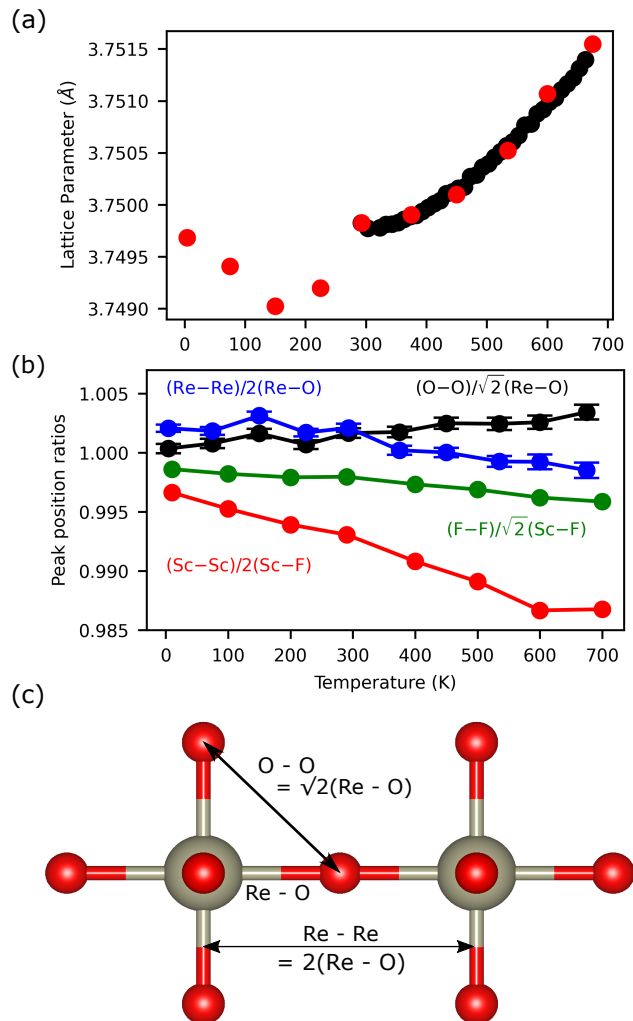 (a)
Lattice Parameter (Å)
3.7515
3.7510
3.7505
3.7500
3.7495
3.7490
0 100 200 300 400 500 600 700
(b)
Peak position ratios
1.005
1.000
0.995
0.990
0.985
(Re−Re)/2(Re−O)
(O−O)/√2(Re−O)
(F−F)/√2(Sc−F)
(Sc−Sc)/2(Sc−F)
0 100 200 300 400 500 600 700
Temperature (K)
(c)
O - O
= √2(Re - O)
Re - O
Re - Re
= 2(Re - O)